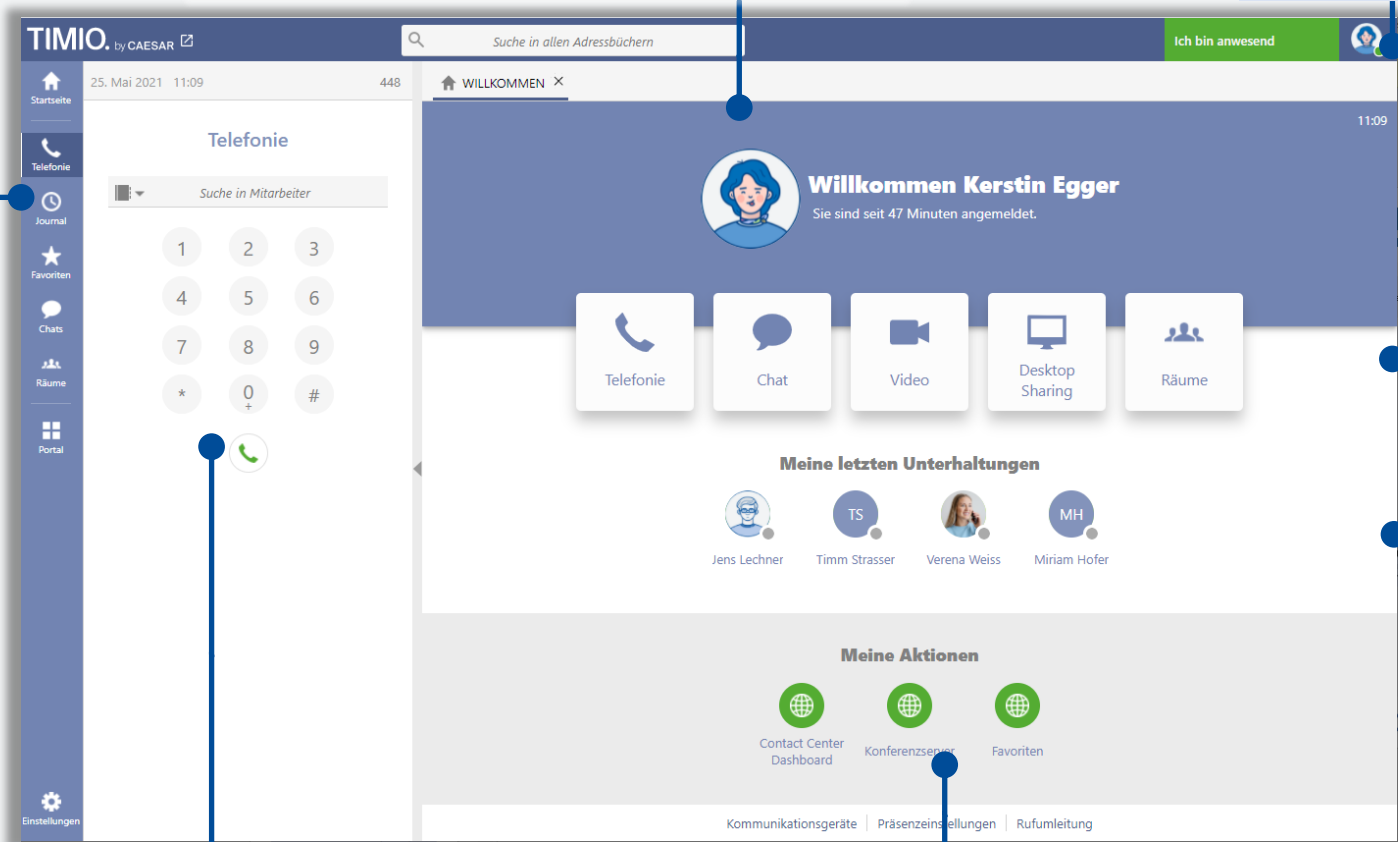 TIMIO. by CAESAR
Suche in allen Adressbüchern
Ich bin anwesend
Startseite
Telefonie
Journal
Favoriten
Chats
Räume
Portal
Einstellungen
25. Mai 2021 11:09
448
Telefonie
Suche in Mitarbeiter
1 2 3
4 5 6
7 8 9
* 0 #
+
WILLKOMMEN
11:09
Willkommen Kerstin Egger
Sie sind seit 47 Minuten angemeldet.
Telefonie
Chat
Video
Desktop
Sharing
Räume
Meine letzten Unterhaltungen
TS
MH
Jens Lechner
Timm Strasser
Verena Weiss
Miriam Hofer
Meine Aktionen
Contact Center
Dashboard
Konferenzserver
Favoriten
Kommunikationsgeräte | Präsenzeinstellungen | Rufumleitung